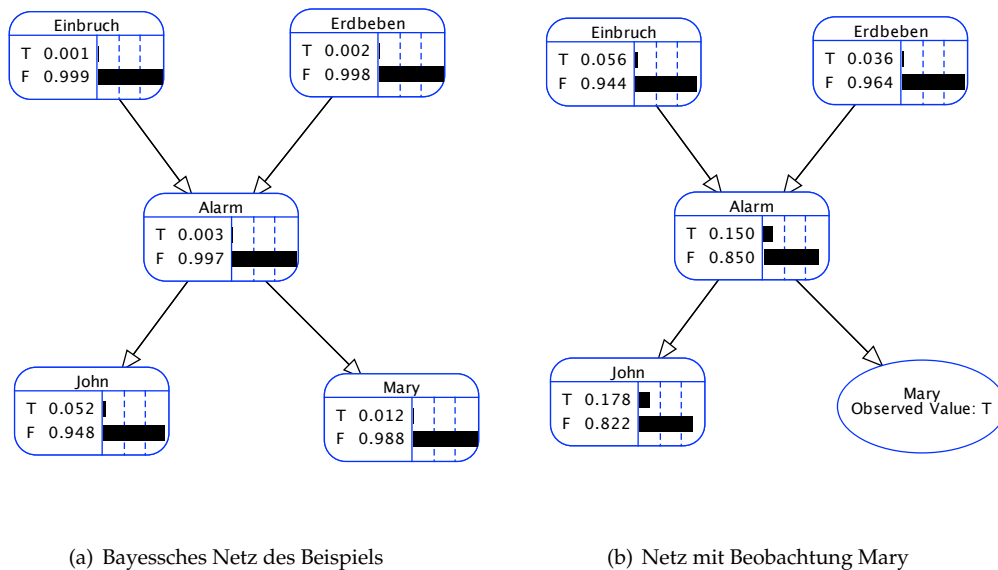 Einbruch
T 0.001
F 0.999
Erdbeben
T 0.002
F 0.998
Alarm
T 0.003
F 0.997
John
T 0.052
F 0.948
Mary
T 0.012
F 0.988
(a) Bayessches Netz des Beispiels
Einbruch
T 0.056
F 0.944
Erdbeben
T 0.036
F 0.964
Alarm
T 0.150
F 0.850
John
T 0.178
F 0.822
Mary
Observed Value: T
(b) Netz mit Beobachtung Mary